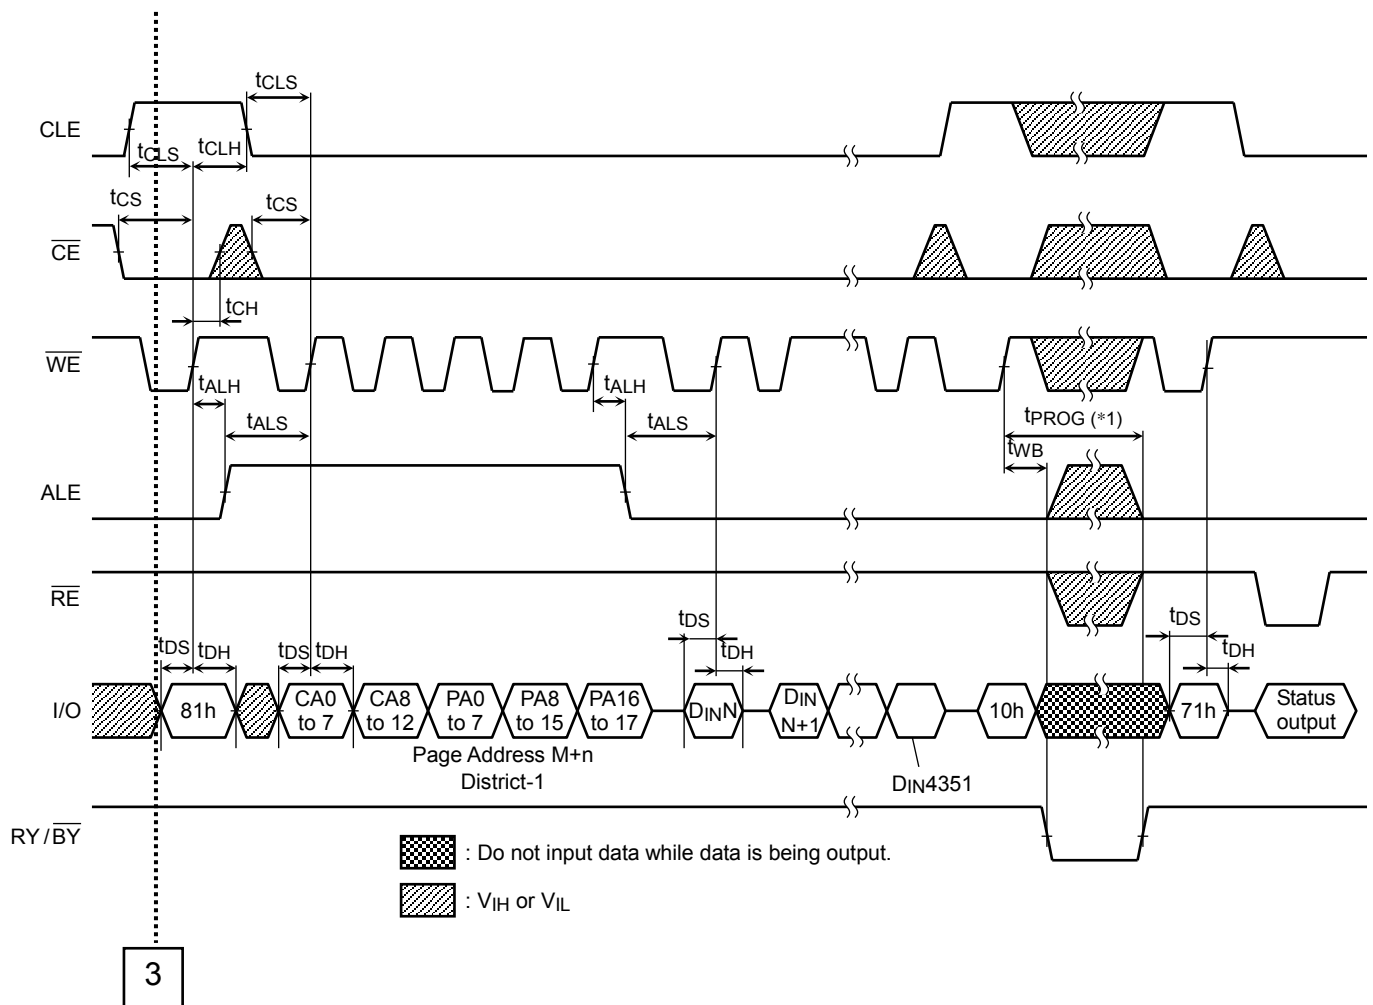 tCLS
CLE
tCLS
tCLH
tCS
tCS
CE
tCH
WE
tALH
tALH
tALS
tALS
tPROG (*1)
tWB
ALE
RE
tDS
tDH
tDS
tDH
tDS
tDH
tDS
tDH
I/O
81h
CA0 to 7
CA8 to 12
PA0 to 7
PA8 to 15
PA16 to 17
DINN
DIN N+1
10h
71h
Status output
Page Address M+n
District-1
DIN4351
RY/BY
: Do not input data while data is being output.
: VIH or VIL
3